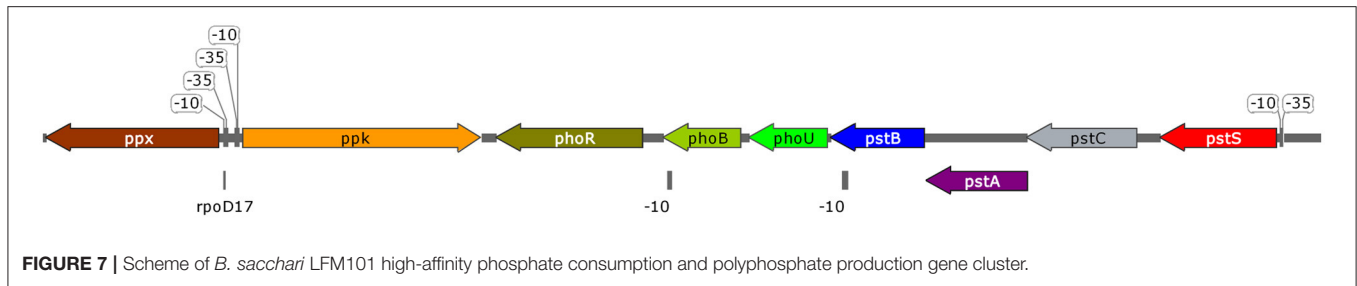 -10
-35
-35
-10
-10 -35
ppx ppk phoR phoB phoU pstB pstC pstS
pstA
rpoD17 -10 -10
FIGURE 7 | Scheme of B. sacchari LFM101 high-affinity phosphate consumption and polyphosphate production gene cluster.